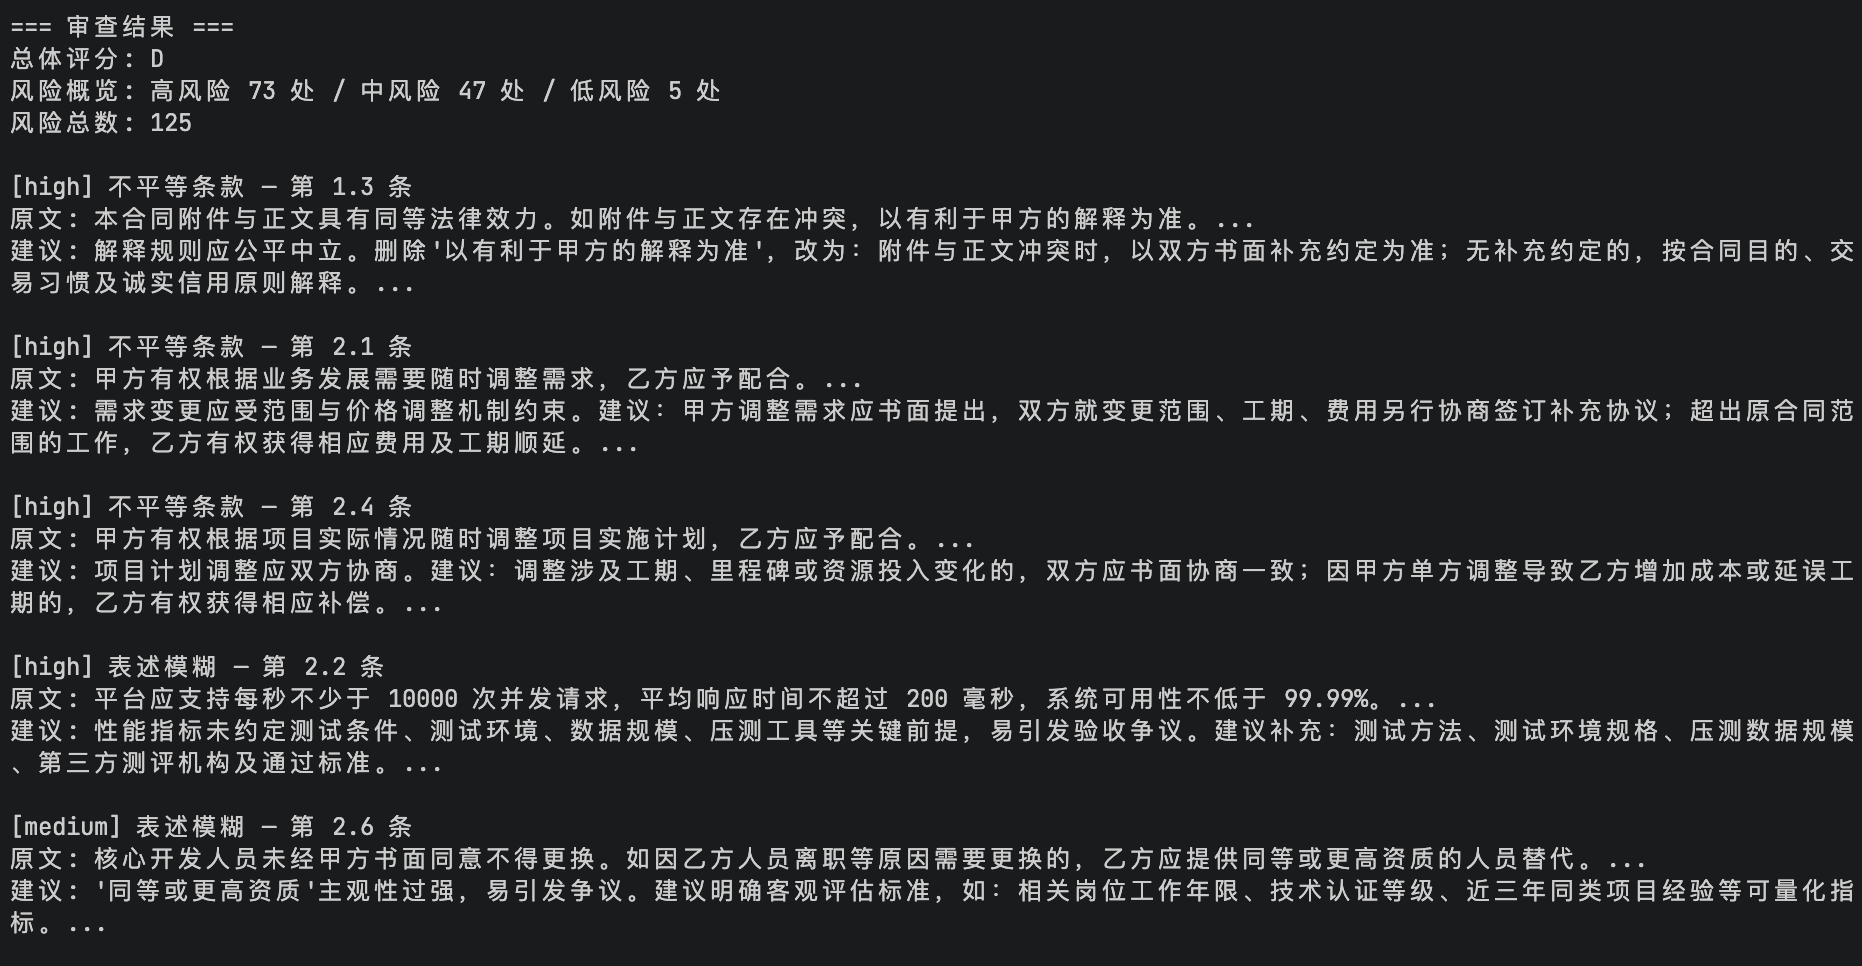 === 审查结果 ===
总体评分: D
风险概览: 高风险 73 处 / 中风险 47 处 / 低风险 5 处
风险总数: 125
[high] 不平等条款 — 第 1.3 条
原文: 本合同附件与正文具有同等法律效力。如附件与正文存在冲突，以有利于甲方的解释为准。...
建议: 解释规则应公平中立。删除'以有利于甲方的解释为准'，改为：附件与正文冲突时，以双方书面补充约定为准；无补充约定的，按合同目的、交
易习惯及诚实信用原则解释。...
[high] 不平等条款 — 第 2.1 条
原文: 甲方有权根据业务发展需要随时调整需求，乙方应予配合。...
建议: 需求变更应受范围与价格调整机制约束。建议：甲方调整需求应书面提出，双方就变更范围、工期、费用另行协商签订补充协议；超出原合同范
围的工作，乙方有权获得相应费用及工期顺延。...
[high] 不平等条款 — 第 2.4 条
原文: 甲方有权根据项目实际情况随时调整项目实施计划，乙方应予配合。...
建议: 项目计划调整应双方协商。建议：调整涉及工期、里程碑或资源投入变化的，双方应书面协商一致；因甲方单方调整导致乙方增加成本或延误工
期的，乙方有权获得相应补偿。...
[high] 表述模糊 — 第 2.2 条
原文: 平台应支持每秒不少于 10000 次并发请求，平均响应时间不超过 200 毫秒，系统可用性不低于 99.99%。...
建议: 性能指标未约定测试条件、测试环境、数据规模、压测工具等关键前提，易引发验收争议。建议补充：测试方法、测试环境规格、压测数据规模
、第三方测评机构及通过标准。...
[medium] 表述模糊 — 第 2.6 条
原文: 核心开发人员未经甲方书面同意不得更换。如因乙方人员离职等原因需要更换的，乙方应提供同等或更高资质的人员替代。...
建议: '同等或更高资质'主观性过强，易引发争议。建议明确客观评估标准，如：相关岗位工作年限、技术认证等级、近三年同类项目经验等可量化指
标。...